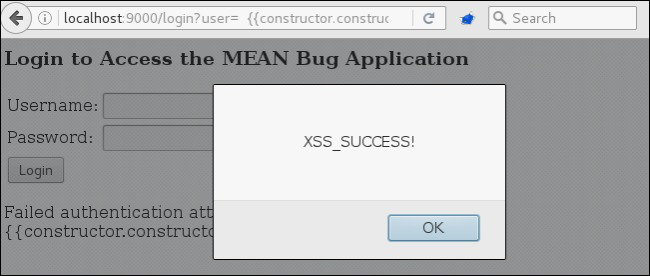 localhost:9000/login?user= {{constructor.construc
Search
Login to Access the MEAN Bug Application
Username:
XSS_SUCCESS!
Password:
Login
Failed authentication att
{{constructor.constructo
OK